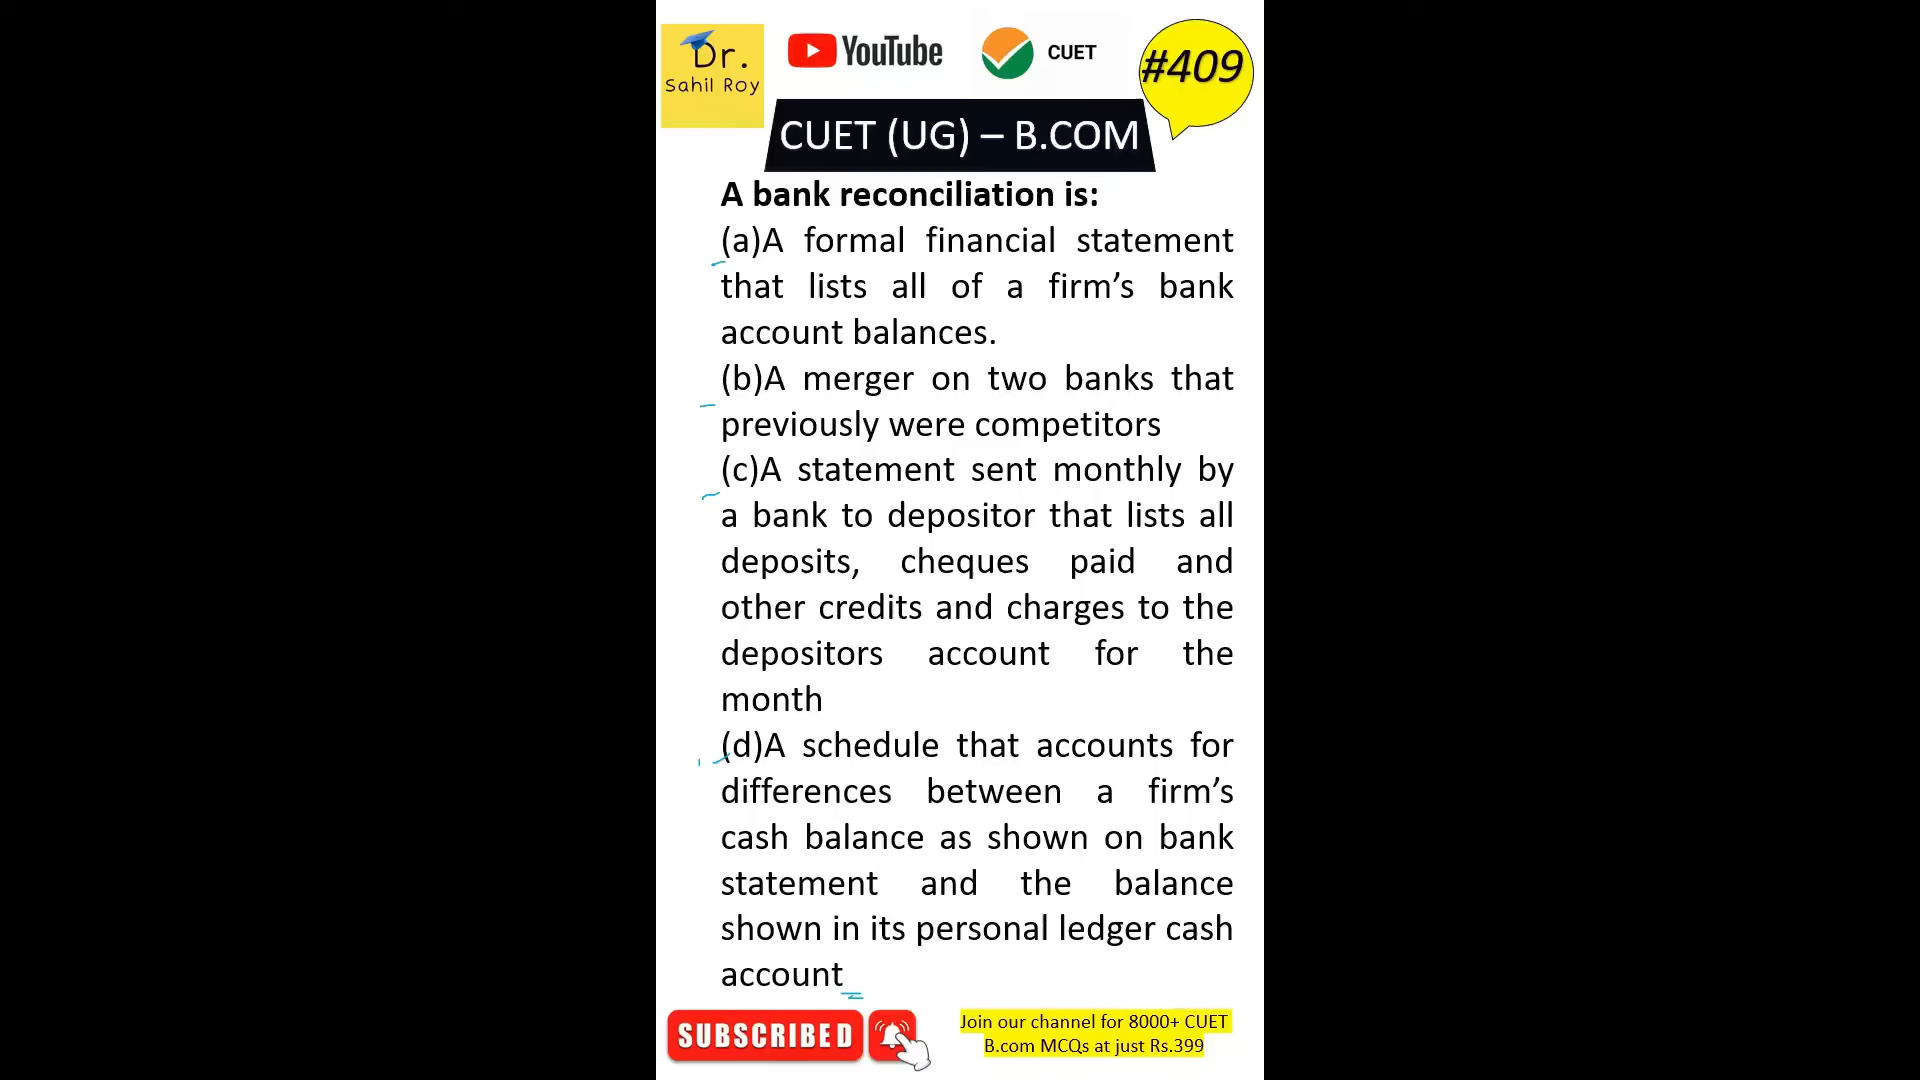 Dr.
Sahil Roy
YouTube
CUET
#409
CUET (UG) – B.COM
A bank reconciliation is:
(a)A formal financial statement
that lists all of a firm’s bank
account balances.
(b)A merger on two banks that
previously were competitors
(c)A statement sent monthly by
a bank to depositor that lists all
deposits, cheques paid and
other credits and charges to the
depositors account for the
month
(d)A schedule that accounts for
differences between a firm’s
cash balance as shown on bank
statement and the balance
shown in its personal ledger cash
account
SUBSCRIBED
Join our channel for 8000+ CUET
B.com MCQs at just Rs.399